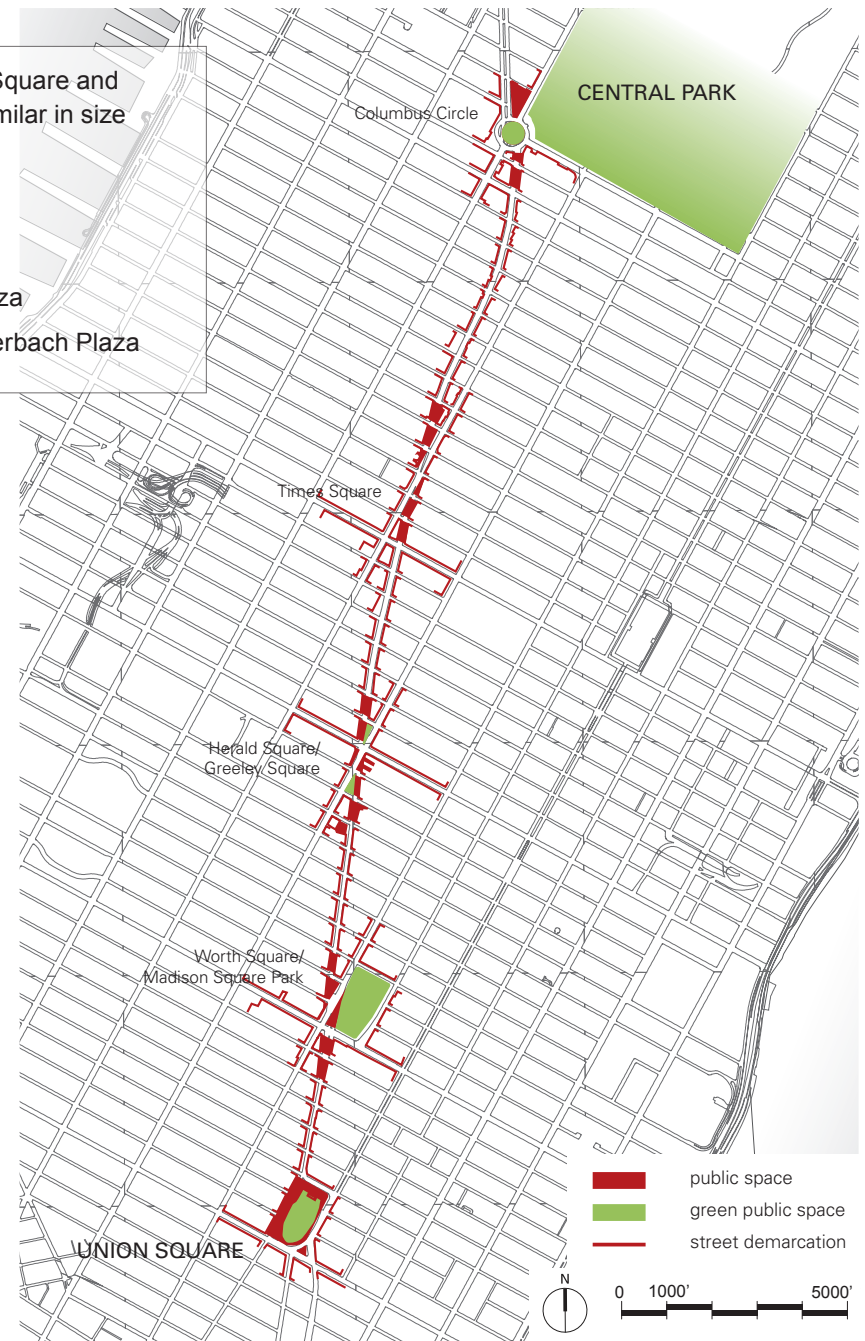 Square and
milar in size
za
erbach Plaza
CENTRAL PARK
Columbus Circle
Times Square
Herald Square/
Greeley Square
Worth Square/
Madison Square Park
UNION SQUARE
public space
green public space
street demarcation
N
0 1000' 5000'